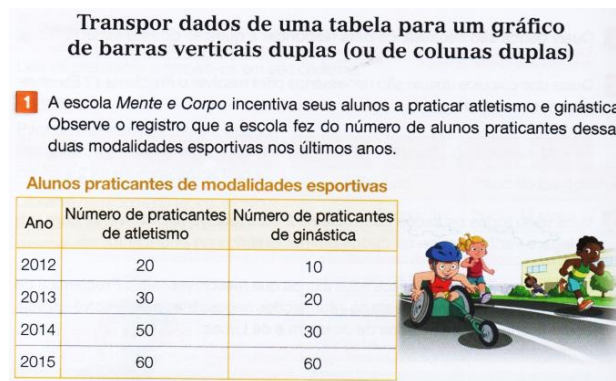 Transpor dados de uma tabela para um gráfico
de barras verticais duplas (ou de colunas duplas)
1 A escola Mente e Corpo incentiva seus alunos a praticar atletismo e ginástica
Observe o registro que a escola fez do número de alunos praticantes dessa
duas modalidades esportivas nos últimos anos.
Alunos praticantes de modalidades esportivas
Ano Número de praticantes de atletismo Número de praticantes de ginástica
2012 20 10
2013 30 20
2014 50 30
2015 60 60